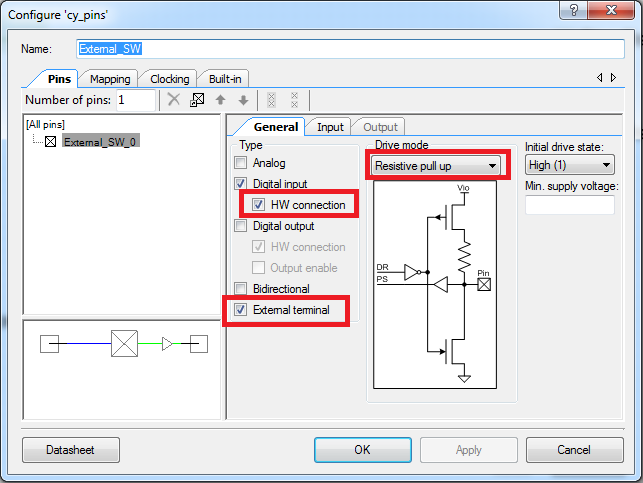 Configure 'cy_pins'
?
Name:
External_SW
Pins
Mapping
Clocking
Built-in
Number of pins:
1
[All pins]
External_SW_0
General
Input
Output
Type
Analog
Digital input
HW connection
Digital output
HW connection
Output enable
Bidirectional
External terminal
Drive mode
Resistive pull up
Vio
DR
PS
Pin
Initial drive state:
High (1)
Min. supply voltage:
Datasheet
OK
Apply
Cancel